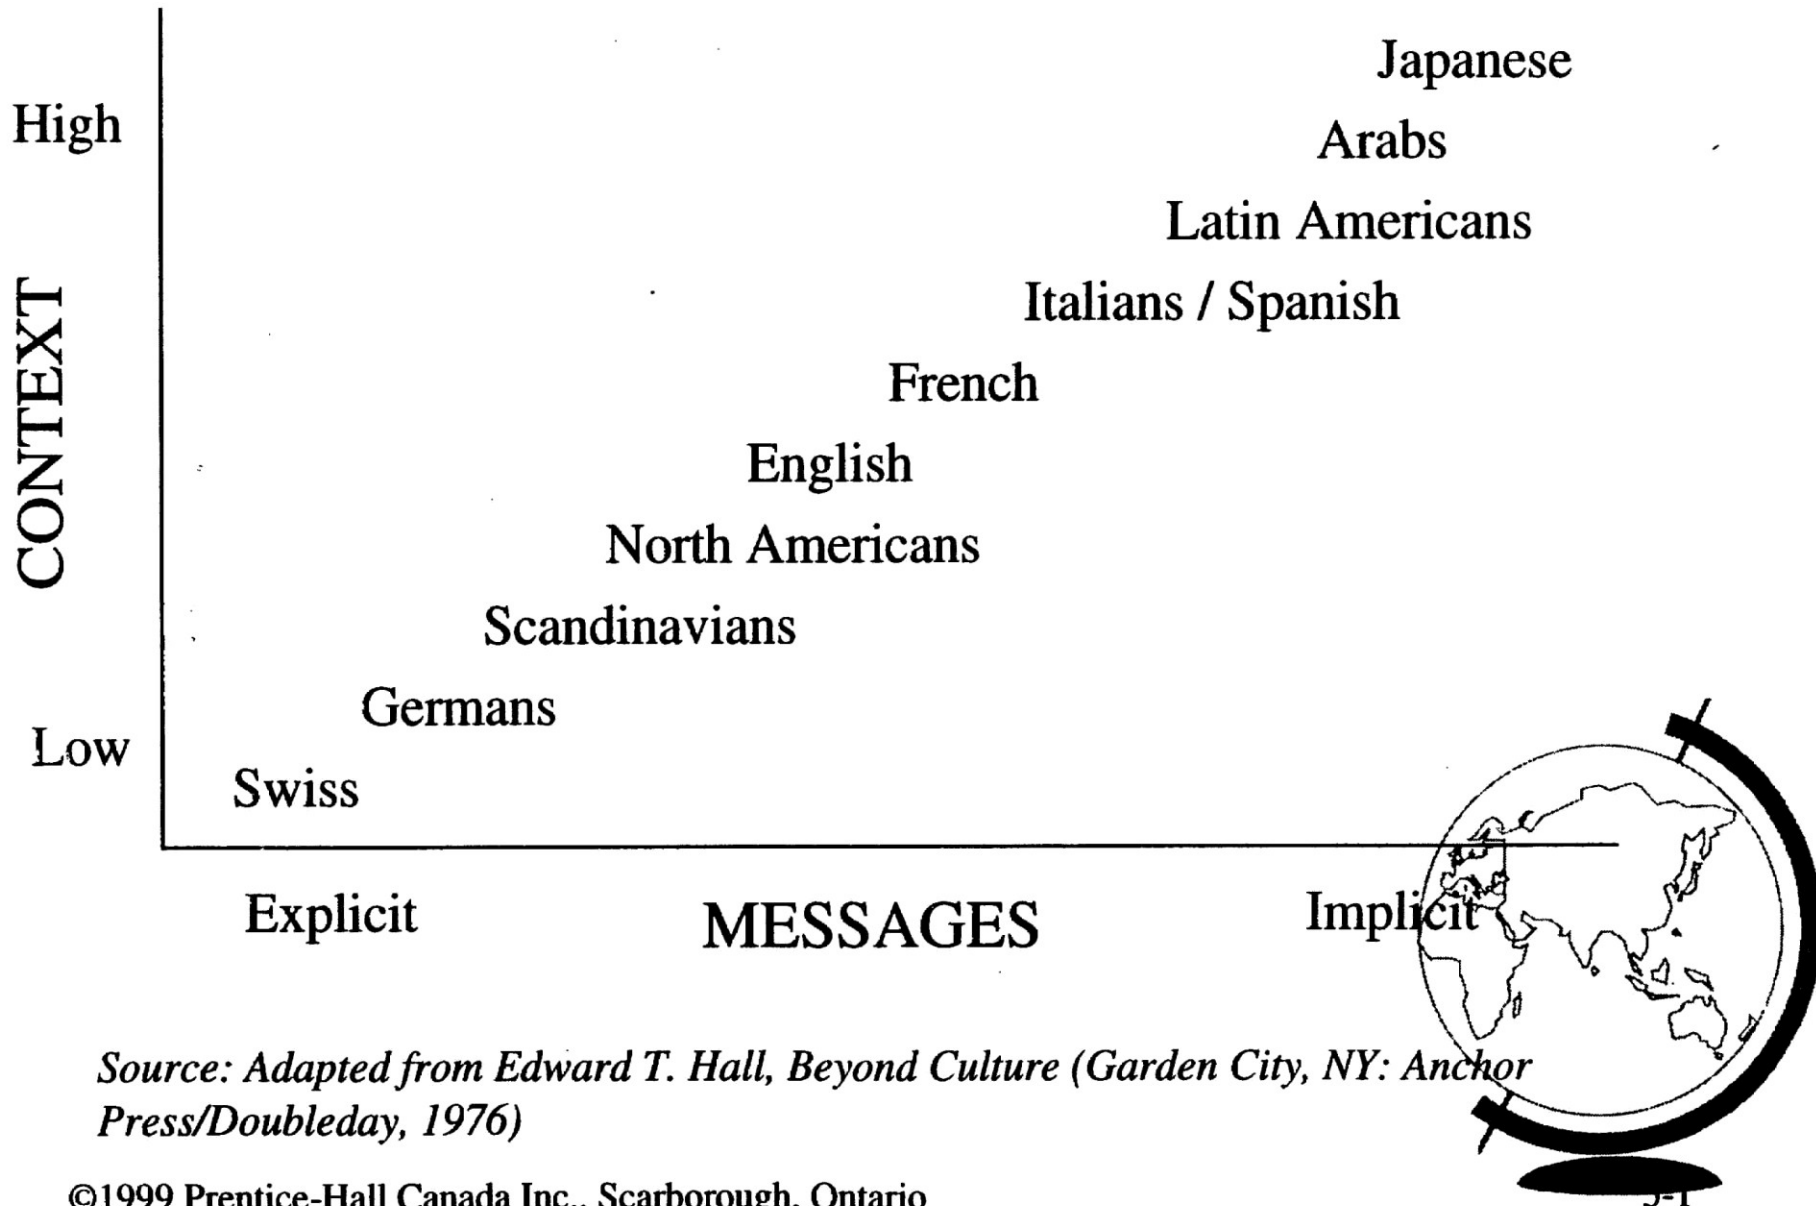 Japanese
High
Arabs
Latin Americans
Italians / Spanish
CONTEXT
French
English
North Americans
Scandinavians
Germans
Low
Swiss
Explicit
MESSAGES
Implicit
Source: Adapted from Edward T. Hall, Beyond Culture (Garden City, NY: Anchor
Press/Doubleday, 1976)
©1999 Prentice-Hall Canada Inc., Scarborough, Ontario